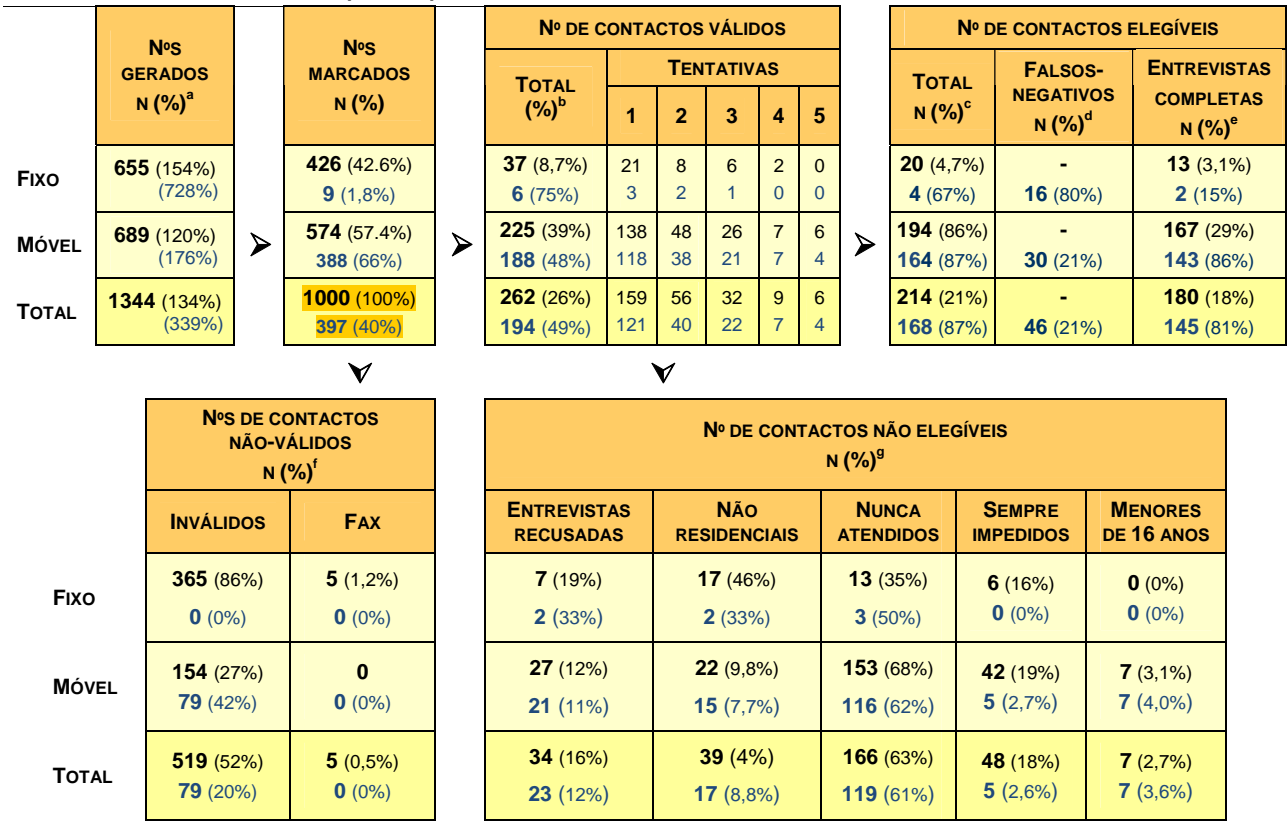 NºS GERADOS N (%)a
NºS MARCADOS N (%)
Nº DE CONTACTOS VÁLIDOS
TOTAL (%)b
TENTATIVAS
1 2 3 4 5
Nº DE CONTACTOS ELEGÍVEIS
TOTAL N (%)c
FALSOS-NEGATIVOS N (%)d
ENTREVISTAS COMPLETAS N (%)e
FIXO
655 (154%) 426 (42.6%) 37 (8,7%) 21 8 6 2 0 20 (4,7%) - 13 (3,1%)
(728%) 9 (1,8%) 6 (75%) 3 2 1 0 0 4 (67%) 16 (80%) 2 (15%)
MÓVEL
689 (120%) 574 (57.4%) 225 (39%) 138 48 26 7 6 194 (86%) - 167 (29%)
(176%) 388 (66%) 188 (48%) 118 38 21 7 4 164 (87%) 30 (21%) 143 (86%)
TOTAL
1344 (134%) 1000 (100%) 262 (26%) 159 56 32 9 6 214 (21%) - 180 (18%)
(339%) 397 (40%) 194 (49%) 121 40 22 7 4 168 (87%) 46 (21%) 145 (81%)
NºS DE CONTACTOS
NÃO-VÁLIDOS
N (%)f
INVÁLIDOS FAX
Nº DE CONTACTOS NÃO ELEGÍVEIS
N (%)g
ENTREVISTAS RECUSADAS
NÃO RESIDENCIAIS
NUNCA ATENDIDOS
SEMPRE IMPEDIDOS
MENORES DE 16 ANOS
FIXO
365 (86%) 5 (1,2%) 7 (19%) 17 (46%) 13 (35%) 6 (16%) 0 (0%)
0 (0%) 0 (0%) 2 (33%) 2 (33%) 3 (50%) 0 (0%) 0 (0%)
MÓVEL
154 (27%) 0 27 (12%) 22 (9,8%) 153 (68%) 42 (19%) 7 (3,1%)
79 (42%) 0 (0%) 21 (11%) 15 (7,7%) 116 (62%) 5 (2,7%) 7 (4,0%)
TOTAL
519 (52%) 5 (0,5%) 34 (16%) 39 (4%) 166 (63%) 48 (18%) 7 (2,7%)
79 (20%) 0 (0%) 23 (12%) 17 (8,8%) 119 (61%) 5 (2,6%) 7 (3,6%)